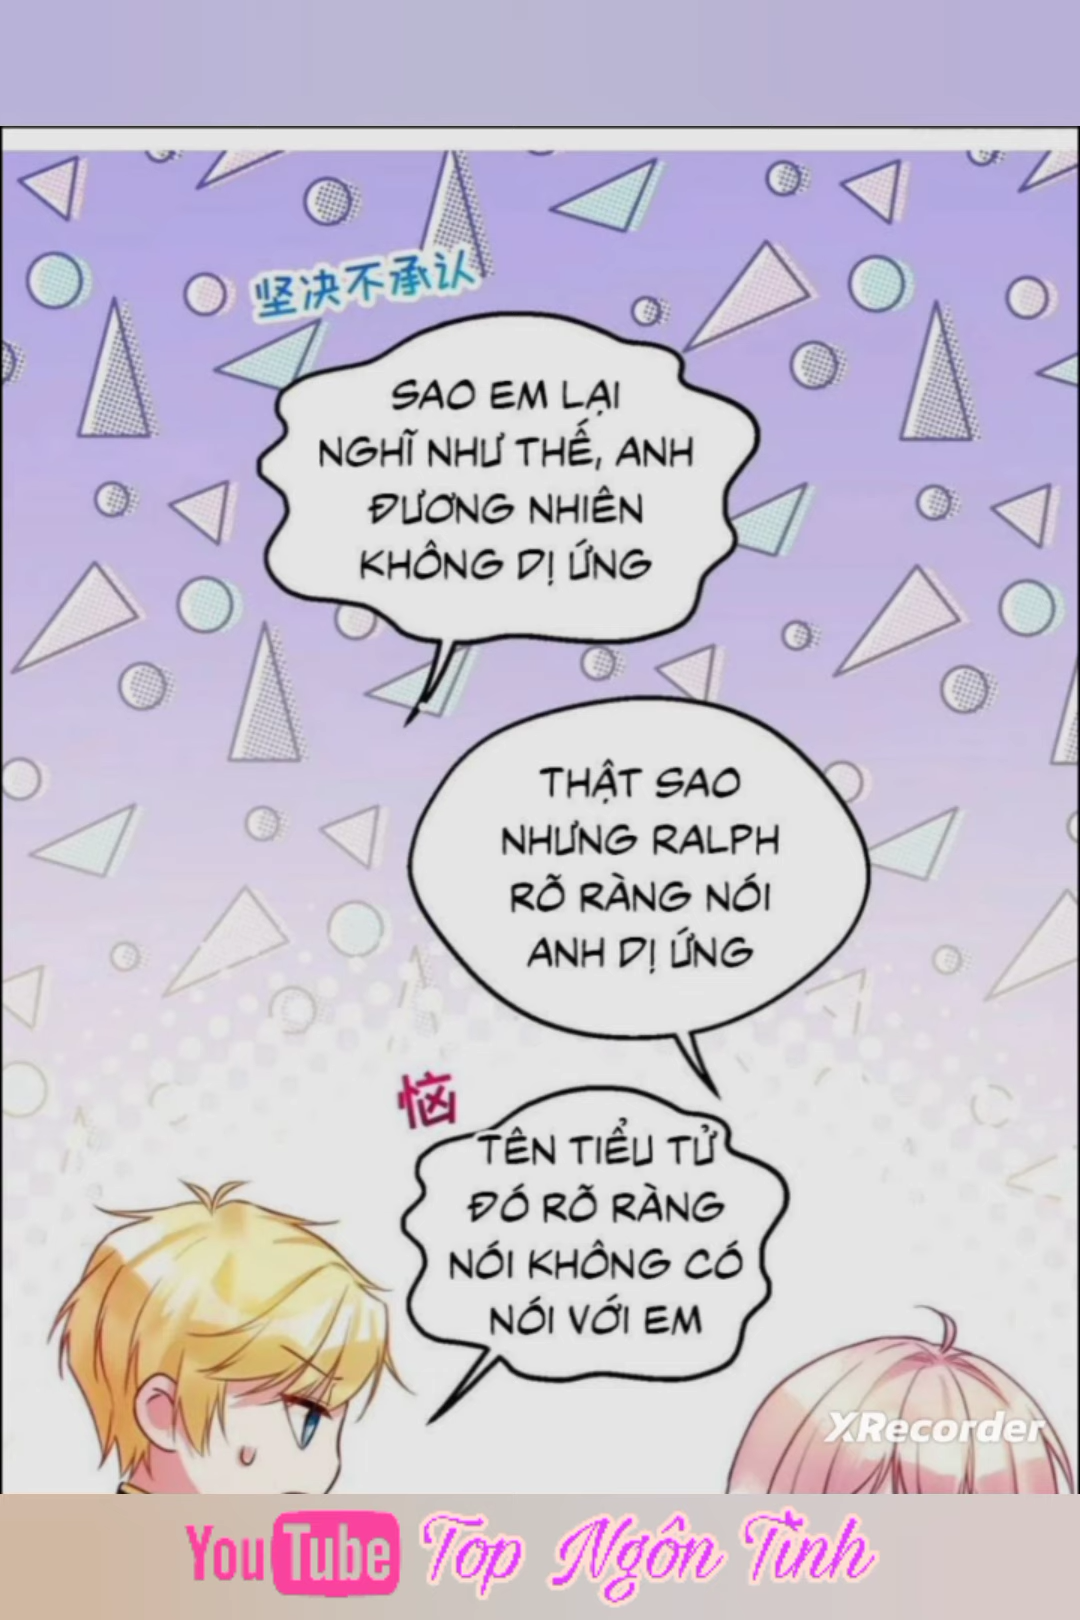 坚决不承认
SAO EM LẠI
NGHĨ NHƯ THẾ, ANH
ĐƯƠNG NHIÊN
KHÔNG DỊ ỨNG
THẬT SAO
NHƯNG RALPH
RÕ RÀNG NÓI
ANH DỊ ỨNG
恼
TÊN TIỂU TỬ
ĐÓ RÕ RÀNG
NÓI KHÔNG CÓ
NÓI VỚI EM
XRecorder
YouTube Top Ngôn Tình